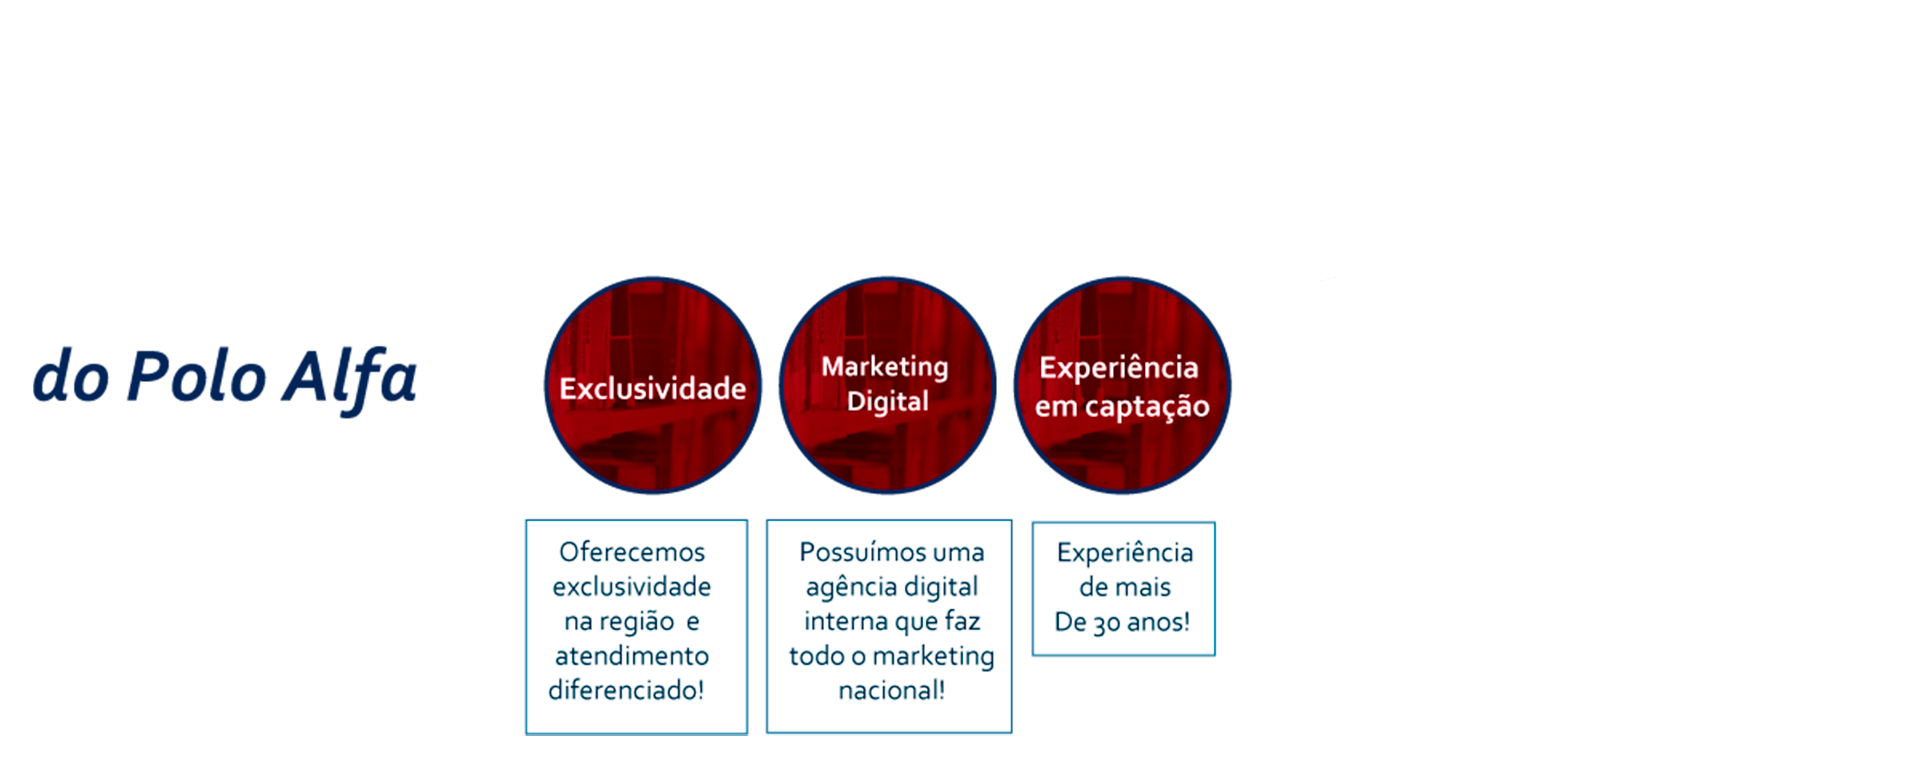 do Polo Alfa
Exclusividade
Marketing
Digital
Experiência
em captação
Oferecemos
exclusividade
na região e
atendimento
diferenciado!
Possuímos uma
agência digital
interna que faz
todo o marketing
nacional!
Experiência
de mais
De 30 anos!